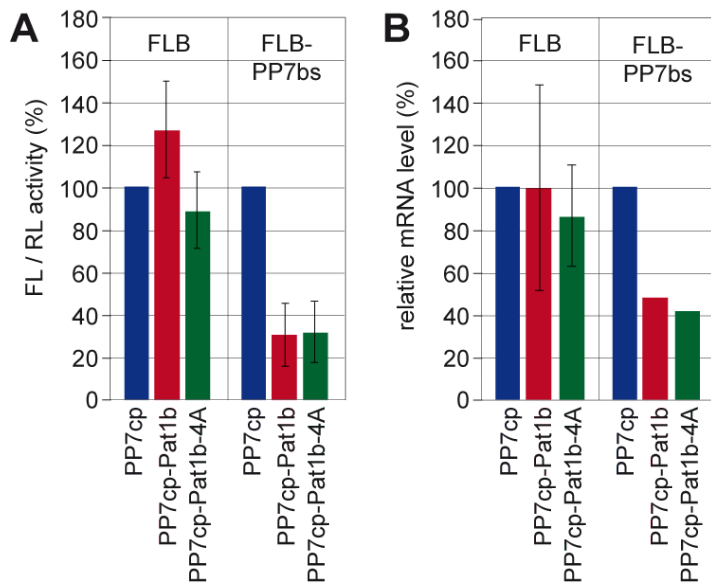 A
FL / RL activity (%)
180
160
140
120
100
80
60
40
20
0
FLB
FLB-
PP7bs
PP7cp
PP7cp-Pat1b
PP7cp-Pat1b-4A
PP7cp
PP7cp-Pat1b
PP7cp-Pat1b-4A
B
relative mRNA level (%)
180
160
140
120
100
80
60
40
20
0
FLB
FLB-
PP7bs
PP7cp
PP7cp-Pat1b
PP7cp-Pat1b-4A
PP7cp
PP7cp-Pat1b
PP7cp-Pat1b-4A